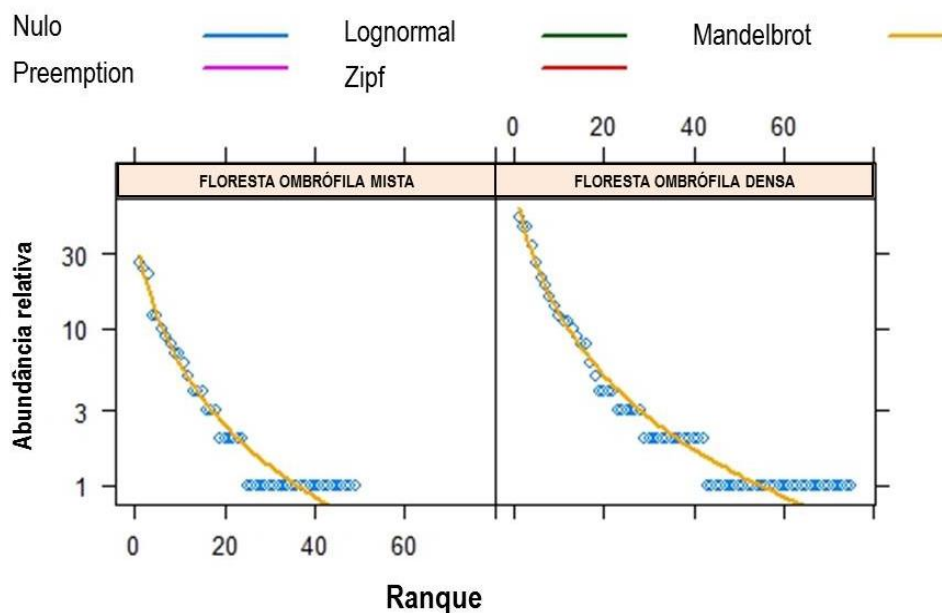 Nulo Lognormal Mandelbrot
Preemption Zipf
0 20 40 60
FLORESTA OMBRÓFILA MISTA FLORESTA OMBRÓFILA DENSA
Abundância relativa
30
10
3
1
0 20 40 60
Ranque